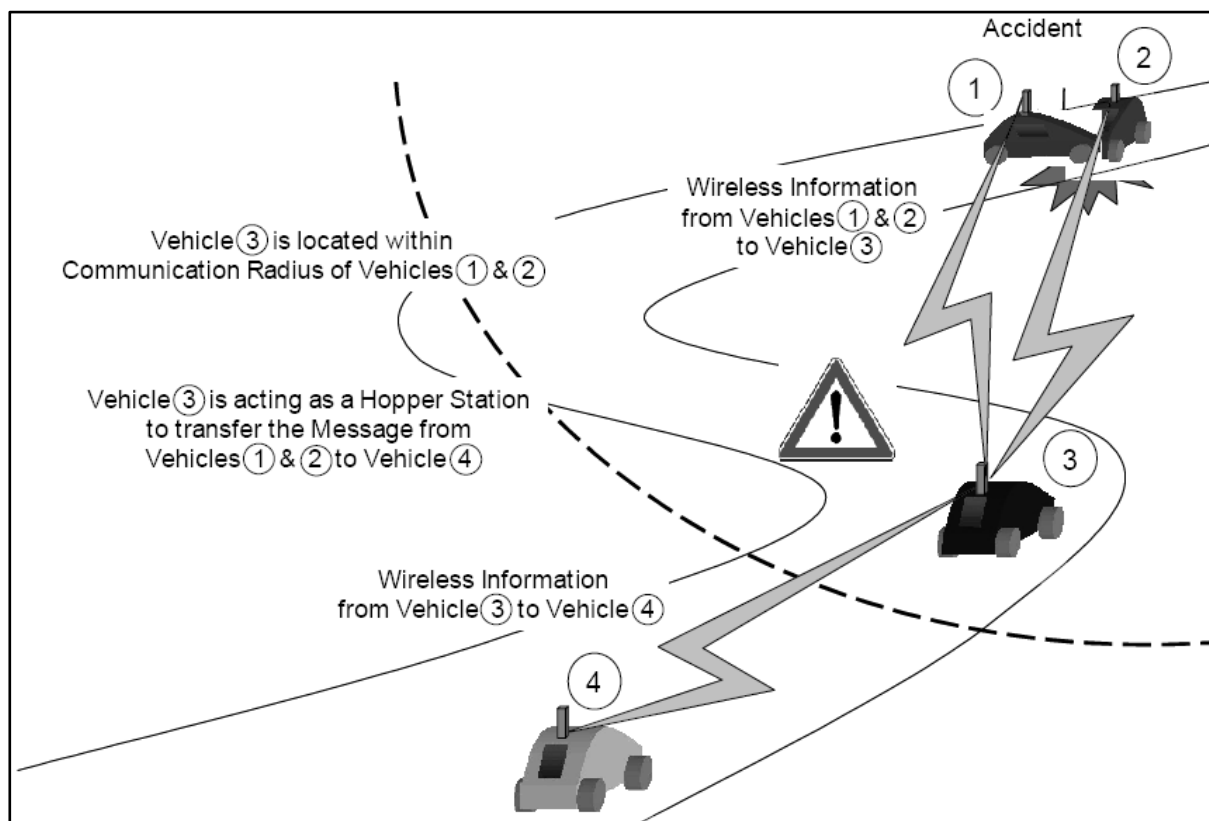 Accident
1
2
Wireless Information
from Vehicles 1 & 2
to Vehicle 3
Vehicle 3 is located within
Communication Radius of Vehicles 1 & 2
Vehicle 3 is acting as a Hopper Station
to transfer the Message from
Vehicles 1 & 2 to Vehicle 4
!
3
Wireless Information
from Vehicle 3 to Vehicle 4
4